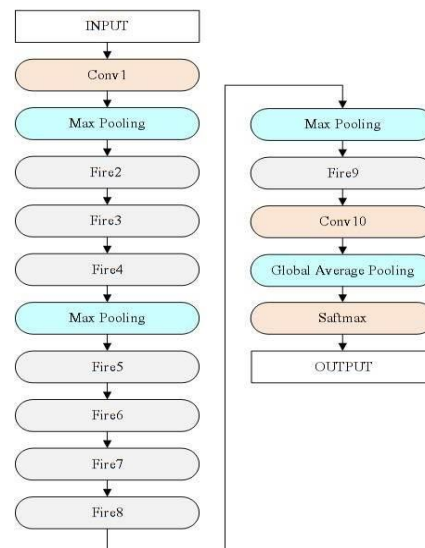 INPUT
Conv1
Max Pooling
Fire2
Fire3
Fire4
Max Pooling
Fire5
Fire6
Fire7
Fire8
Max Pooling
Fire9
Conv10
Global Average Pooling
Saftmax
OUTPUT